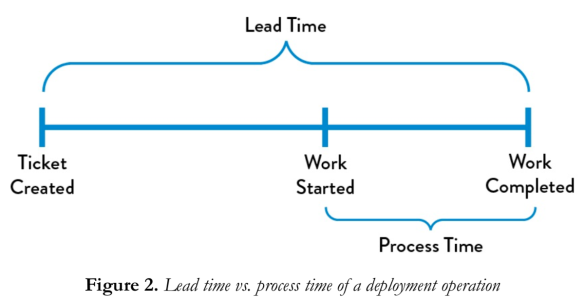 Lead Time
Ticket
Created
Work
Started
Work
Completed
Process Time
Figure 2. Lead time vs. process time of a deployment operation